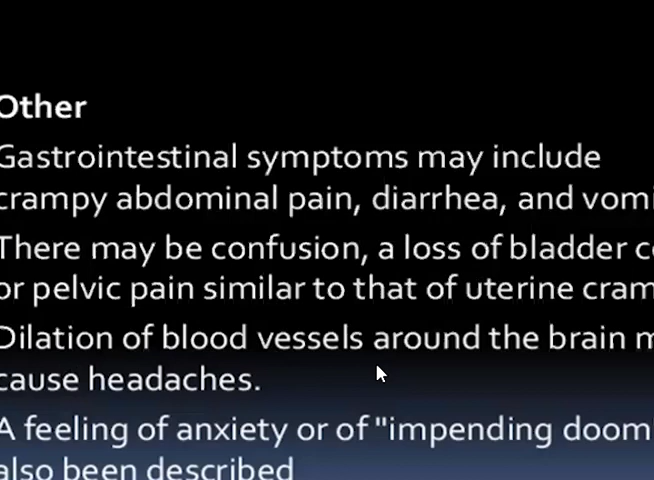 Other
Gastrointestinal symptoms may include
crampy abdominal pain, diarrhea, and vomi
There may be confusion, a loss of bladder c
or pelvic pain similar to that of uterine cram
Dilation of blood vessels around the brain m
cause headaches.
A feeling of anxiety or of "impending doom
also been described